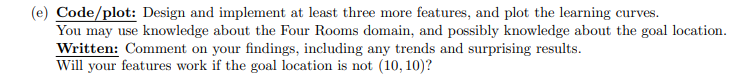 (e) Code/plot: Design and implement at least three more features, and plot the learning curves.
You may use knowledge about the Four Rooms domain, and possibly knowledge about the goal location.
Written: Comment on your findings, including any trends and surprising results.
Will your features work if the goal location is not (10, 10)?